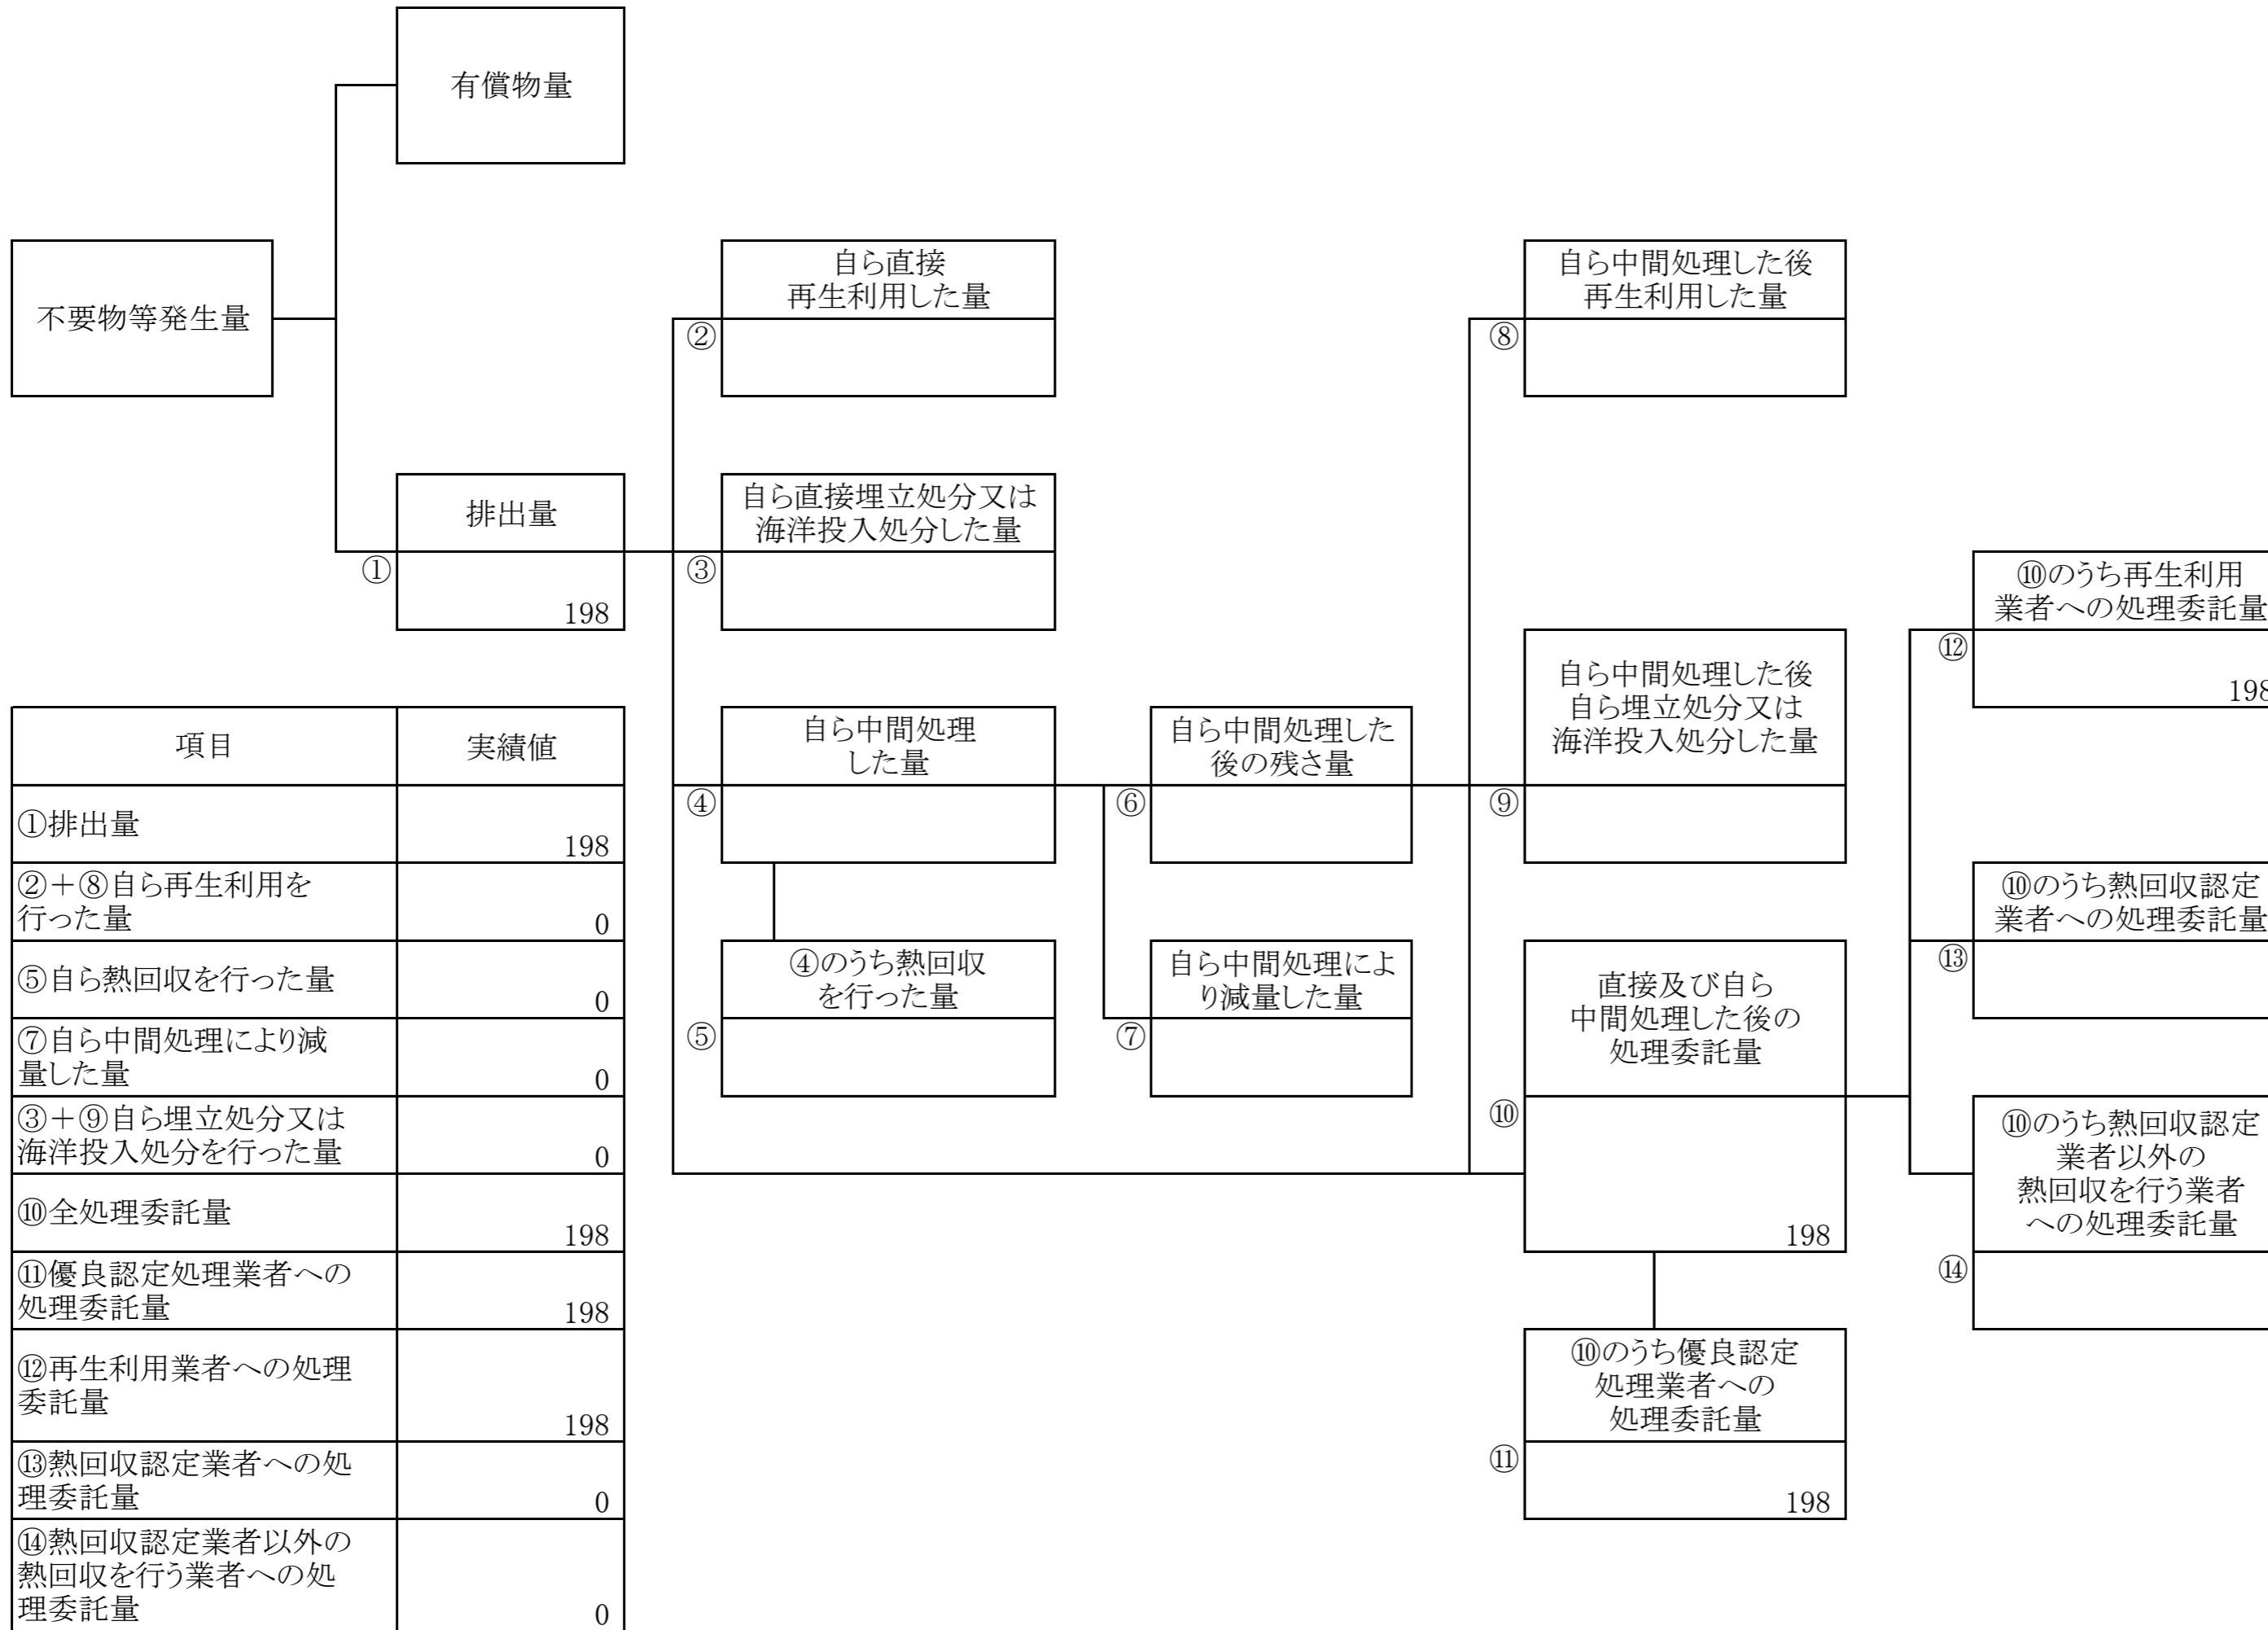 有償物量
不要物等発生量
自ら直接
再生利用した量
②
自ら中間処理した後
再生利用した量
⑧
排出量
①
198
自ら直接埋立処分又は
海洋投入処分した量
③
⑩のうち再生利用
業者への処理委託量
⑫
198
自ら中間処理
した量
④
自ら中間処理した
後の残さ量
⑥
自ら中間処理した後
自ら埋立処分又は
海洋投入処分した量
⑨
⑩のうち熱回収認定
業者への処理委託量
⑬
④のうち熱回収
を行った量
⑤
自ら中間処理によ
り減量した量
⑦
直接及び自ら
中間処理した後の
処理委託量
⑩
198
⑩のうち熱回収認定
業者以外の
熱回収を行う業者
への処理委託量
⑭
⑩のうち優良認定
処理業者への
処理委託量
⑪
198
項目 実績値
①排出量
198
②+⑧自ら再生利用を
行った量 0
⑤自ら熱回収を行った量
0
⑦自ら中間処理により減
量した量 0
③+⑨自ら埋立処分又は
海洋投入処分を行った量 0
⑩全処理委託量
198
⑪優良認定処理業者への
処理委託量 198
⑫再生利用業者への処理
委託量
198
⑬熱回収認定業者への処
理委託量 0
⑭熱回収認定業者以外の
熱回収を行う業者への処
理委託量 0